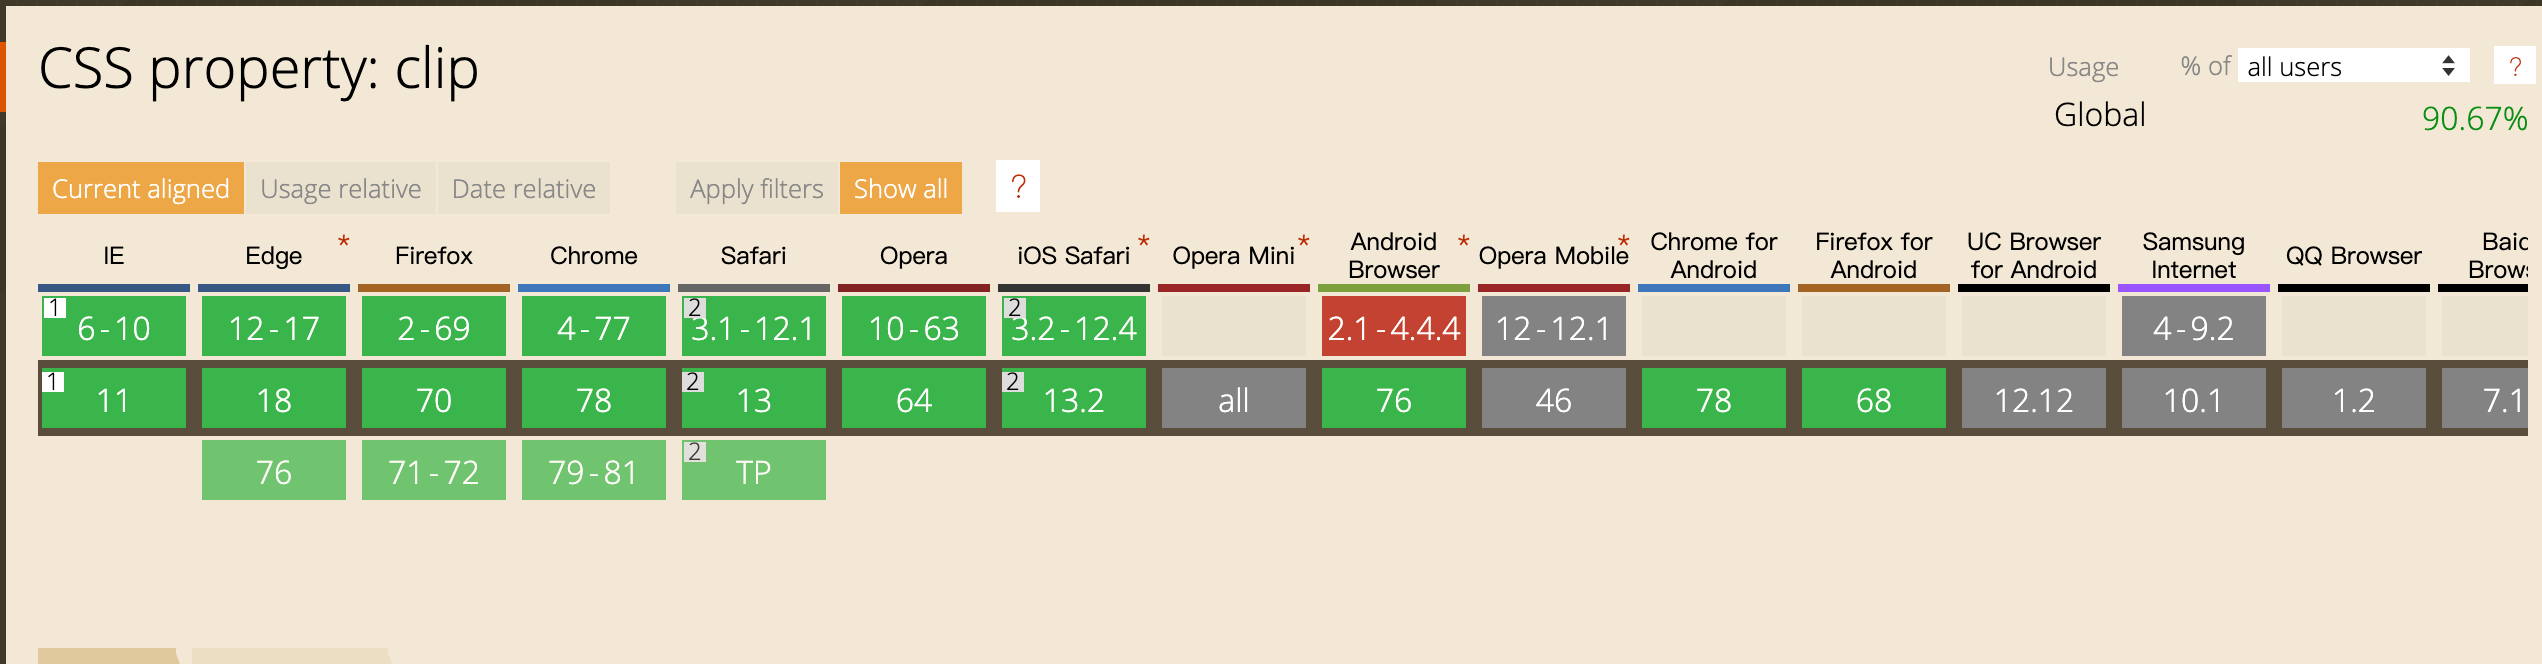 CSS property: clip
Usage % of all users ?
Global 90.67%
Current aligned Usage relative Date relative Apply filters Show all ?
IE Edge * Firefox Chrome Safari Opera iOS Safari * Opera Mini * Android Browser * Opera Mobile * Chrome for Android Firefox for Android UC Browser for Android Samsung Internet QQ Browser
1 6-10 12-17 2-69 4-77 2 3.1-12.1 10-63 2 3.2-12.4 2.1-4.4.4 12-12.1 4-9.2
1 11 18 70 78 2 13 64 2 13.2 all 76 46 78 68 12.12 10.1 1.2 7.1
76 71-72 79-81 2 TP